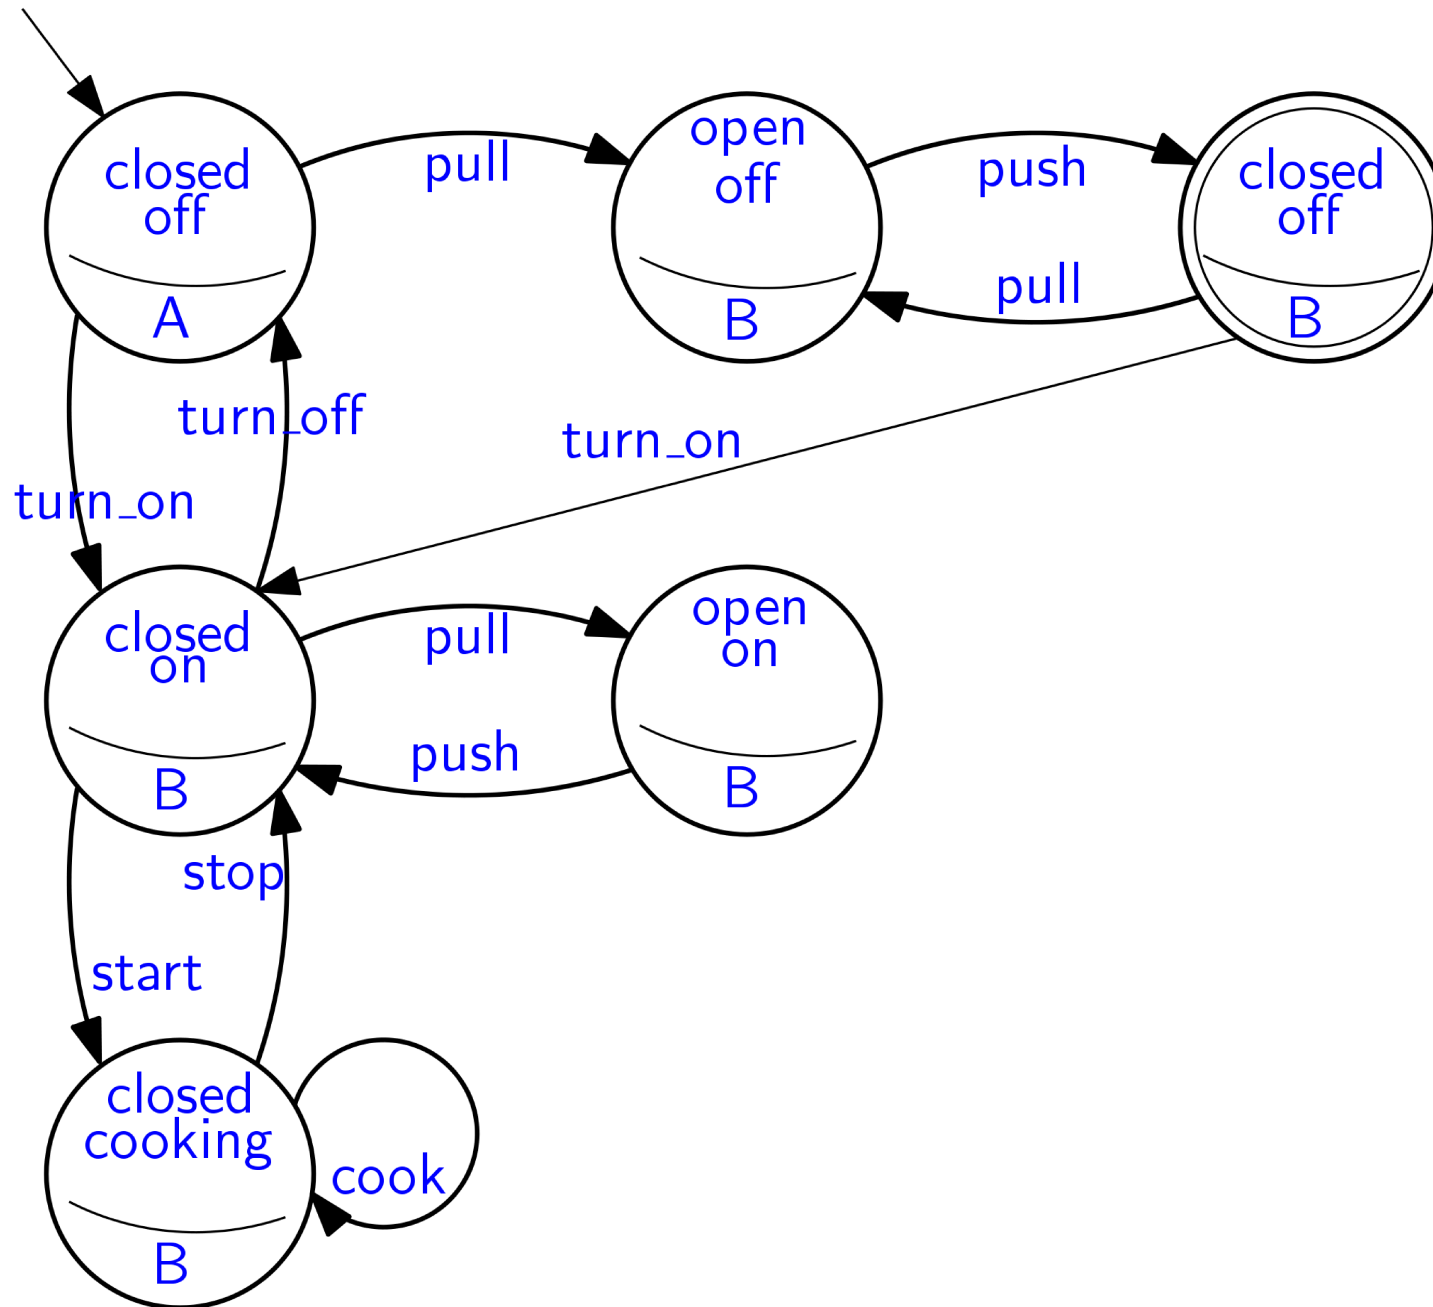 closed
off
A
pull
open
off
B
push
pull
closed
off
B
turn_off
turn_on
turn_on
closed
on
B
pull
push
open
on
B
stop
start
closed
cooking
B
cook